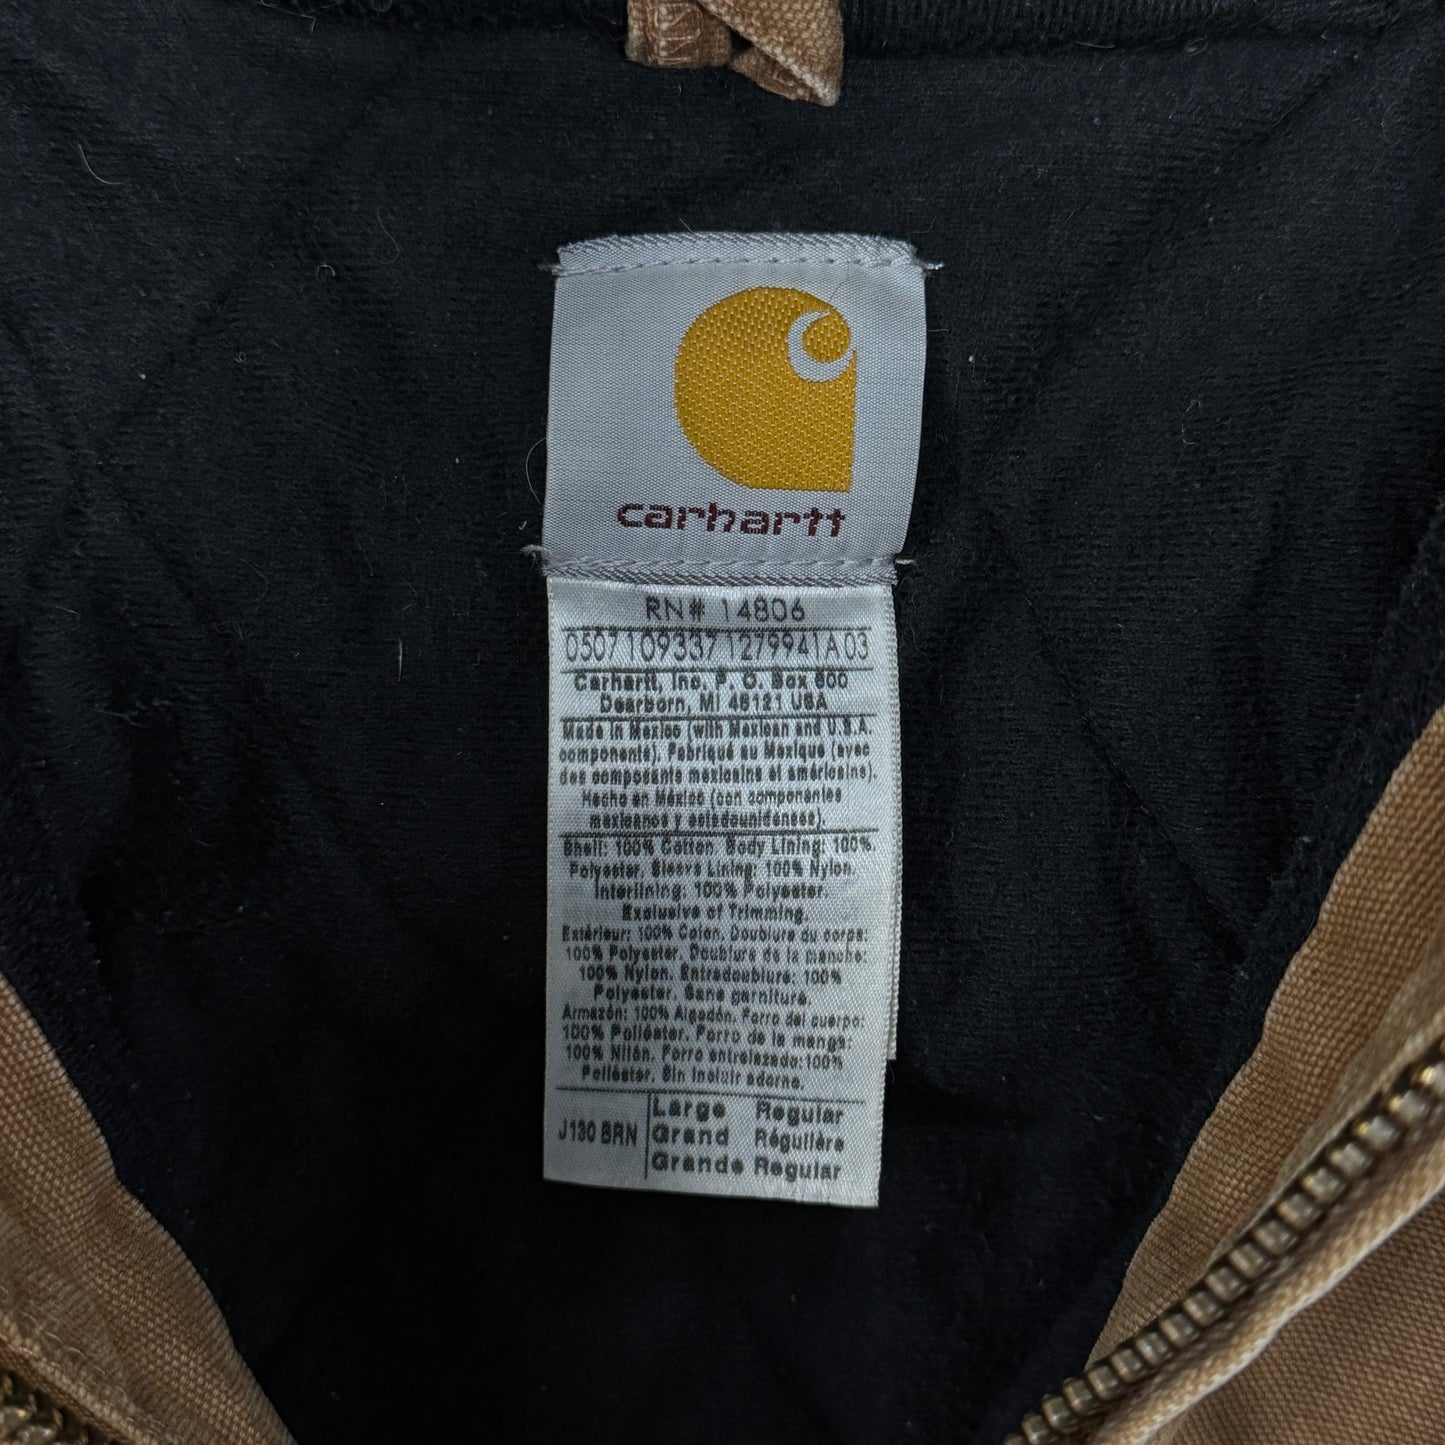 carhartt
RN# 14806
0507109337 1279941A03
Carhartt, Inc. P. O. Box 600
Dearborn, MI 48121 USA
Made in Mexico (with Mexican and U.S.A.
components). Fabriqué au Mexique (avec
des composants mexicains et américains).
Hecho en México (con componentes
mexicanos y estadounidenses).
Shell: 100% Cotton. Body Lining: 100%
Polyester. Sleeve Lining: 100% Nylon.
Interlining: 100% Polyester.
Exclusive of Trimming.
Extérieur: 100% Coton. Doublure du corps:
100% Polyester. Doublure de la manche:
100% Nylon. Entredoublure: 100%
Polyester. Sans garniture.
Armazón: 100% Algodón. Forro del cuerpo:
100% Poliéster. Forro de la manga:
100% Nilón. Forro entrelazado: 100%
Poliéster. Sin incluir adorno.
J130 BRN
Large Regular
Grand Régulière
Grande Regular